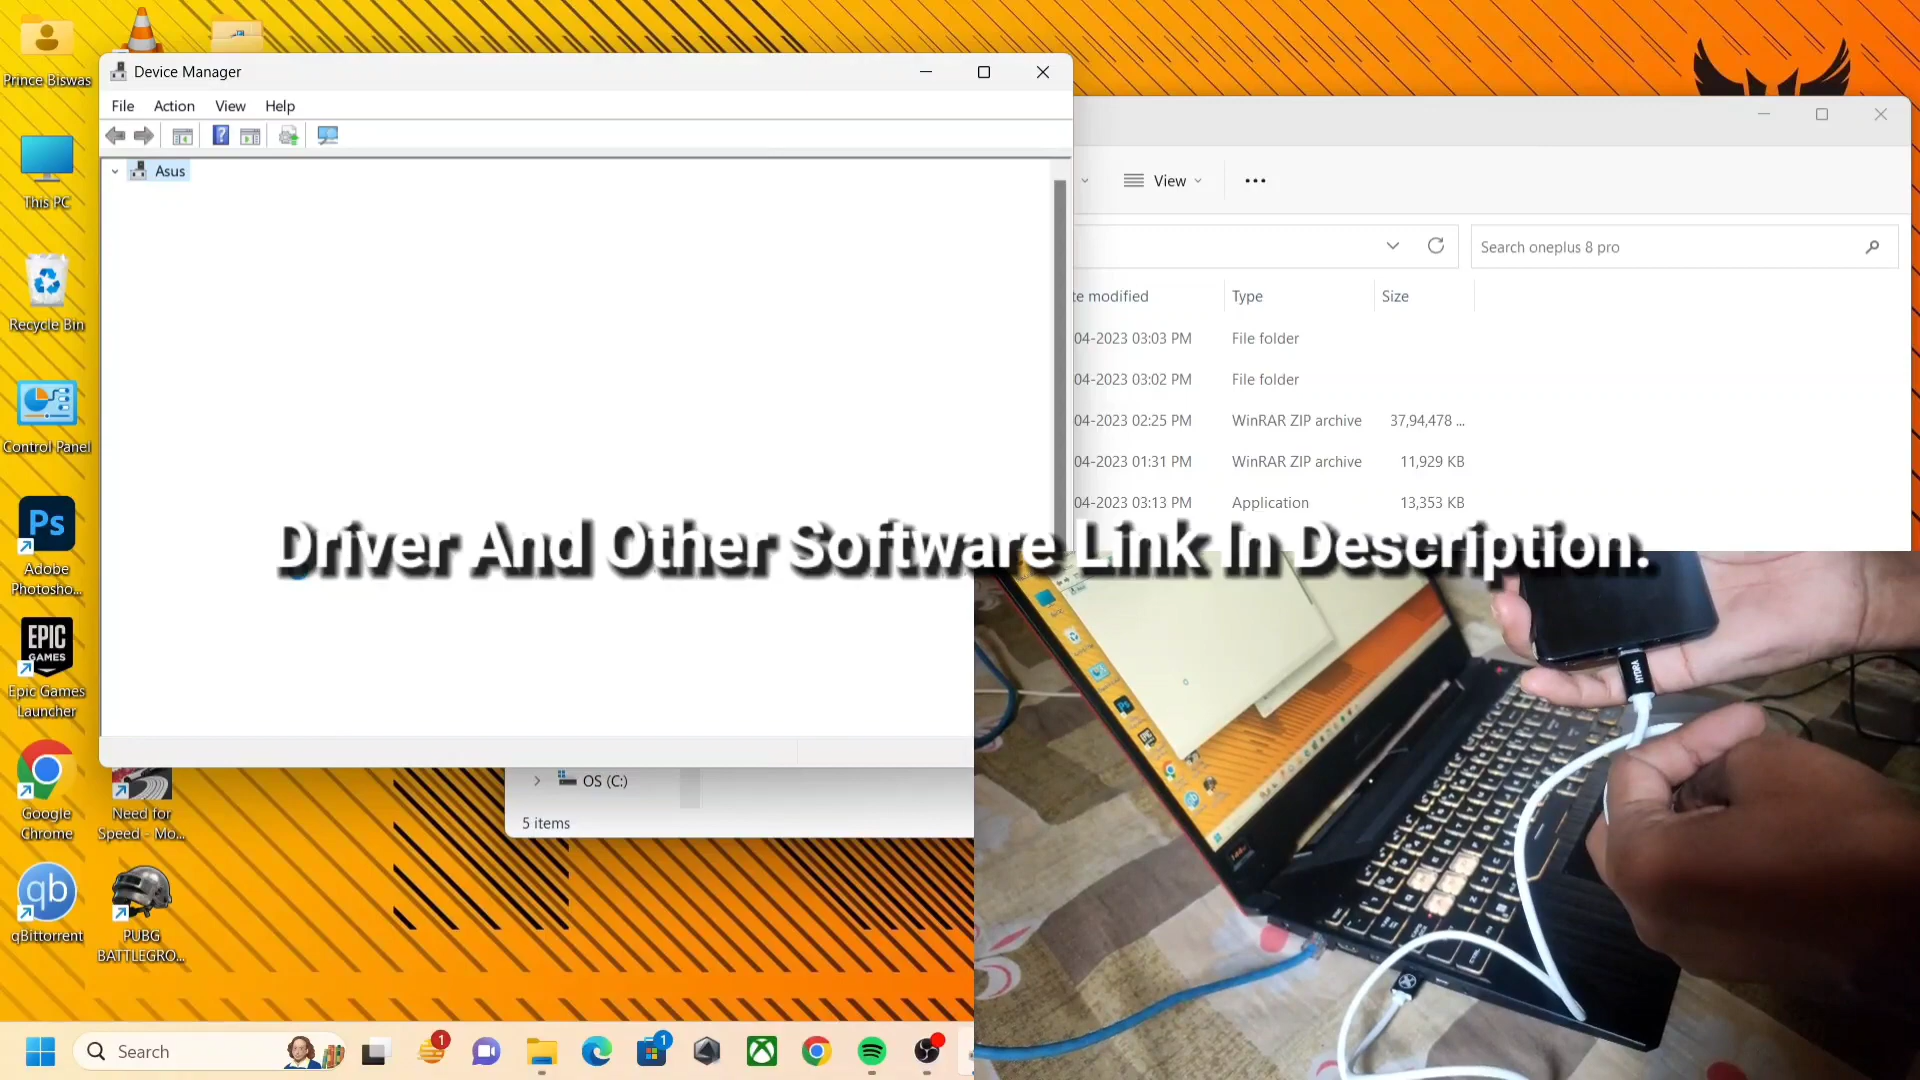 Prince Biswas
Device Manager
File Action View Help
Asus
View
Search oneplus 8 pro
te modified Type Size
04-2023 03:03 PM File folder
04-2023 03:02 PM File folder
04-2023 02:25 PM WinRAR ZIP archive 37,94,478 ...
04-2023 01:31 PM WinRAR ZIP archive 11,929 KB
04-2023 03:13 PM Application 13,353 KB
This PC
Recycle Bin
Control Panel
Ps
Adobe
Photosho...
Driver And Other Software Link In Description.
HYDRA
EPIC
GAMES
Epic Games
Launcher
OS (C:)
5 items
Google
Chrome
Need for
Speed - Mo...
qb
qBittorrent
PUBG
BATTLEGRO...
Search
1
1